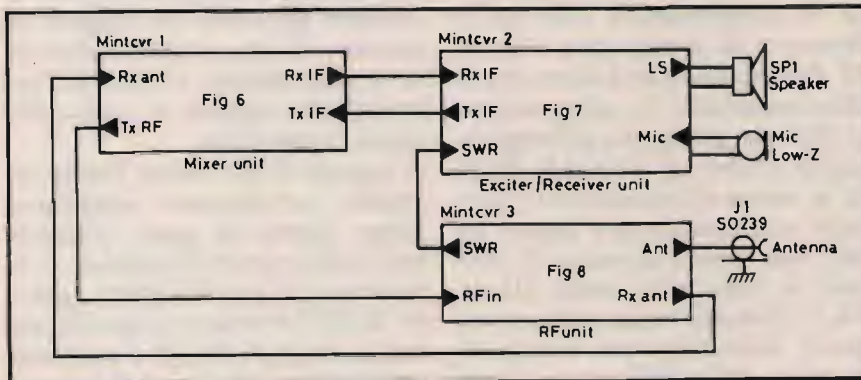 Mintcvr 1
Rx ant
Rx IF
Fig 6
Tx RF
Tx IF
Mixer unit
Mintcvr 2
Rx IF
LS
SP1
Speaker
Fig 7
Tx IF
SWR
Mic
Mic
Low-Z
Exciter/Receiver unit
Mintcvr 3
SWR
Ant
Fig 8
RFin
Rx ant
RFunit
J1
SO239
Antenna